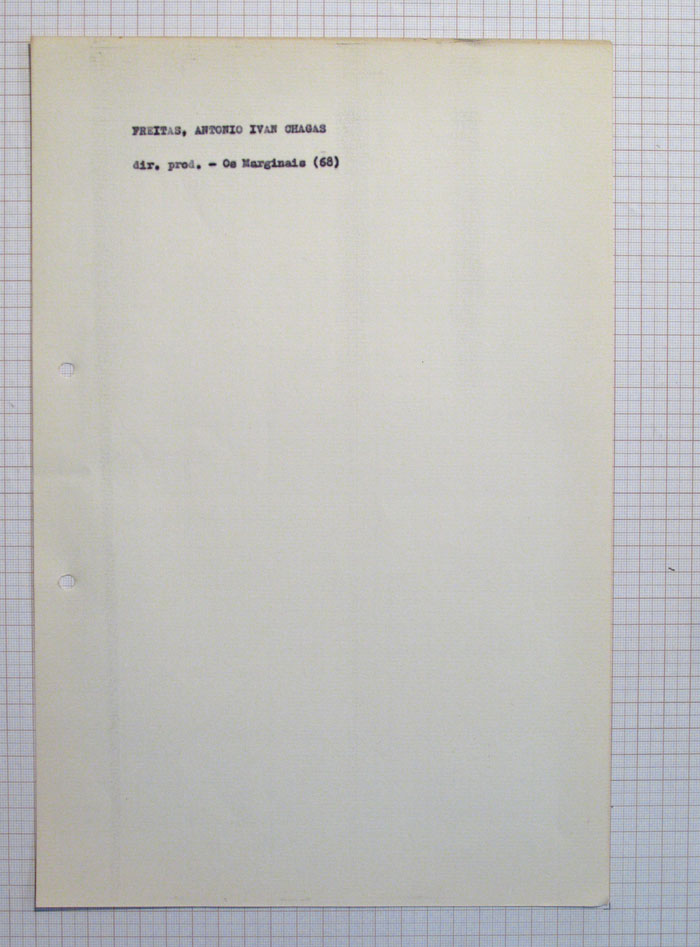 FREITAS, ANTONIO IVAN CHAGAS
dir. prod. - Os Marginais (68)